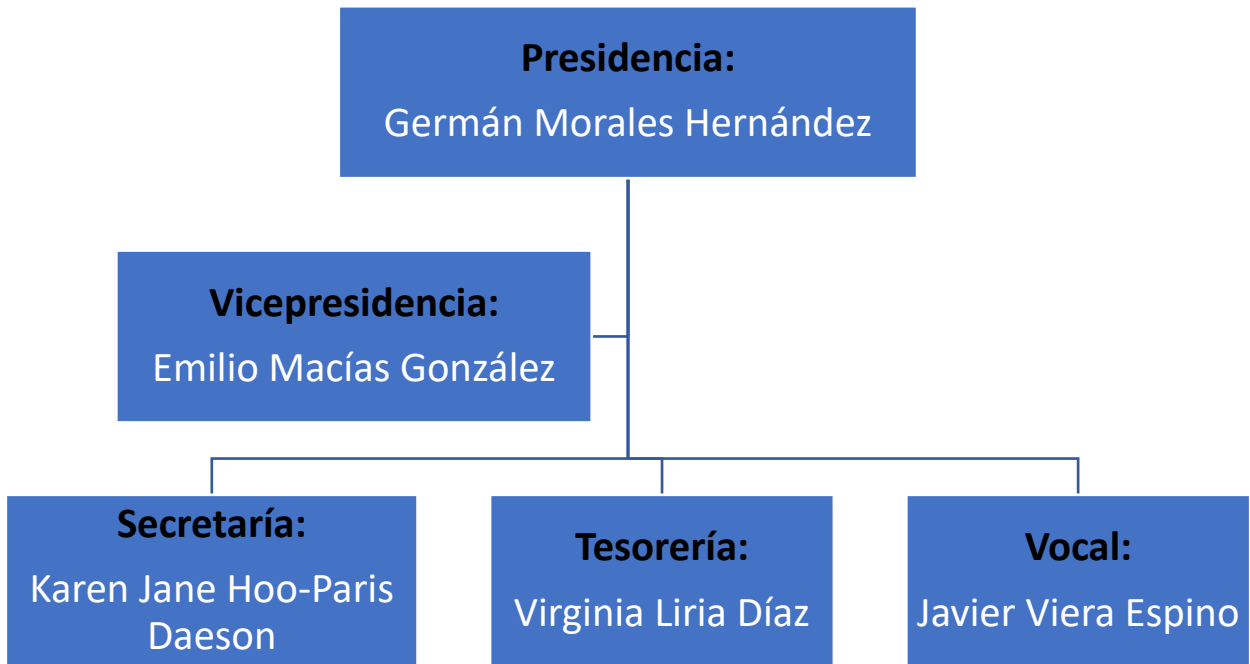 Presidencia:
Germán Morales Hernández
Vicepresidencia:
Emilio Macías González
Secretaría:
Karen Jane Hoo-Paris
Daeson
Tesorería:
Virginia Liria Díaz
Vocal:
Javier Viera Espino